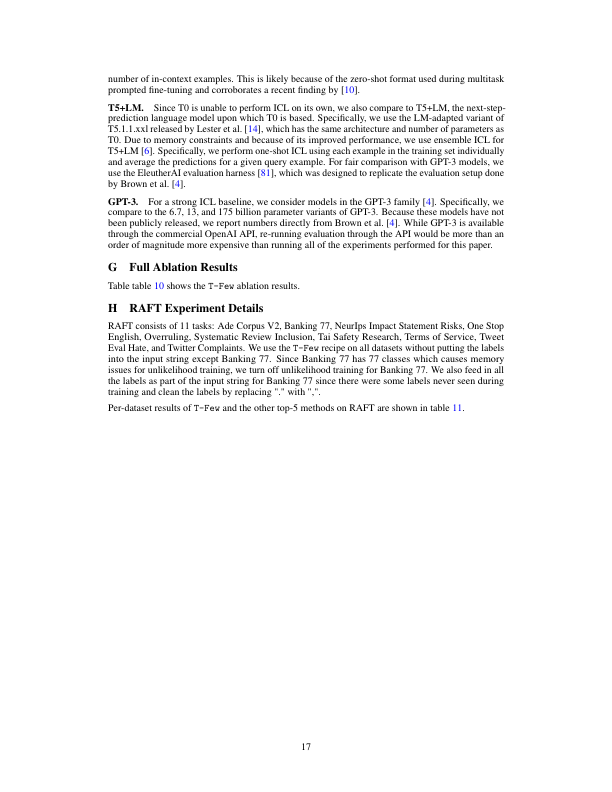 number of in-context examples. This is likely because of the zero-shot format used during multitask
prompted fine-tuning and corroborates a recent finding by [10].
T5+LM. Since T0 is unable to perform ICL on its own, we also compare to T5+LM, the next-step-
prediction language model upon which T0 is based. Specifically, we use the LM-adapted variant of
T5.1.1.xxl released by Lester et al. [14], which has the same architecture and number of parameters as
T0. Due to memory constraints and because of its improved performance, we use ensemble ICL for
T5+LM [6]. Specifically, we perform one-shot ICL using each example in the training set individually
and average the predictions for a given query example. For fair comparison with GPT-3 models, we
use the EleutherAI evaluation harness [81], which was designed to replicate the evaluation setup done
by Brown et al. [4].
GPT-3. For a strong ICL baseline, we consider models in the GPT-3 family [4]. Specifically, we
compare to the 6.7, 13, and 175 billion parameter variants of GPT-3. Because these models have not
been publicly released, we report numbers directly from Brown et al. [4]. While GPT-3 is available
through the commercial OpenAI API, re-running evaluation through the API would be more than an
order of magnitude more expensive than running all of the experiments performed for this paper.
G Full Ablation Results
Table table 10 shows the T-Few ablation results.
H RAFT Experiment Details
RAFT consists of 11 tasks: Ade Corpus V2, Banking 77, NeurIps Impact Statement Risks, One Stop
English, Overruling, Systematic Review Inclusion, Tai Safety Research, Terms of Service, Tweet
Eval Hate, and Twitter Complaints. We use the T-Few recipe on all datasets without putting the labels
into the input string except Banking 77. Since Banking 77 has 77 classes which causes memory
issues for unlikelihood training, we turn off unlikelihood training for Banking 77. We also feed in all
the labels as part of the input string for Banking 77 since there were some labels never seen during
training and clean the labels by replacing "." with ",".
Per-dataset results of T-Few and the other top-5 methods on RAFT are shown in table 11.
17